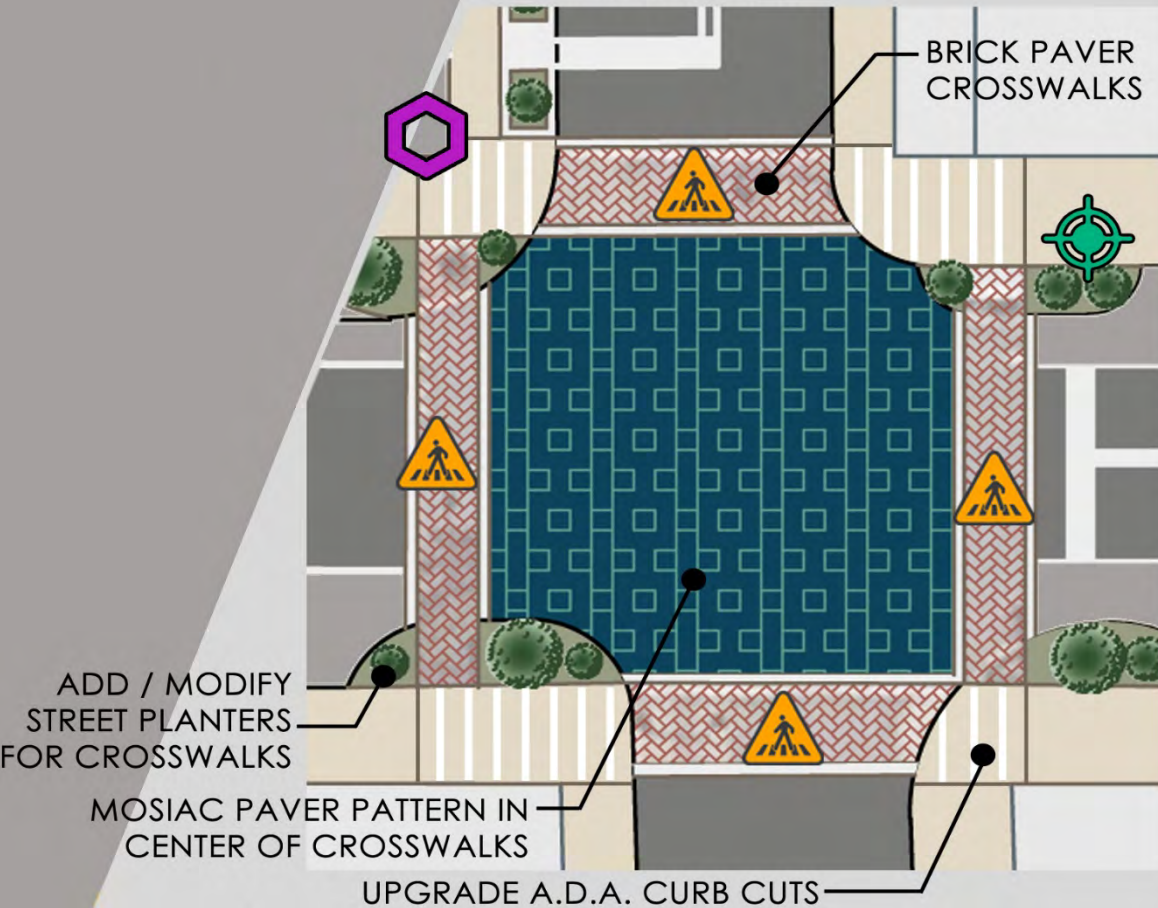 BRICK PAVER
CROSSWALKS
ADD / MODIFY
STREET PLANTERS
FOR CROSSWALKS
MOSIAC PAVER PATTERN IN
CENTER OF CROSSWALKS
UPGRADE A.D.A. CURB CUTS